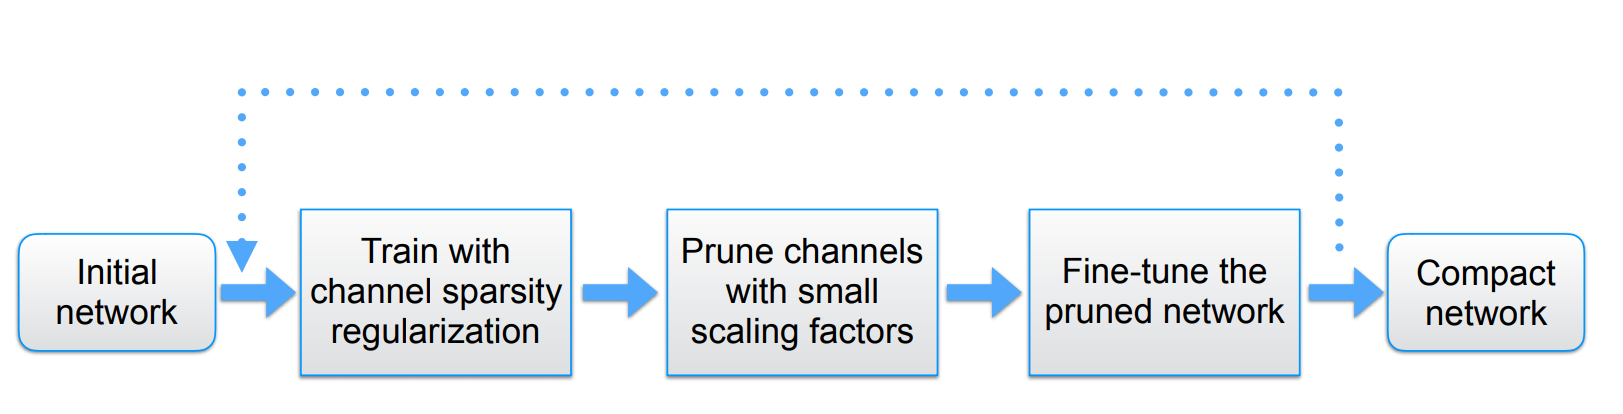 Initial
network
Train with
channel sparsity
regularization
Prune channels
with small
scaling factors
Fine-tune the
pruned network
Compact
network